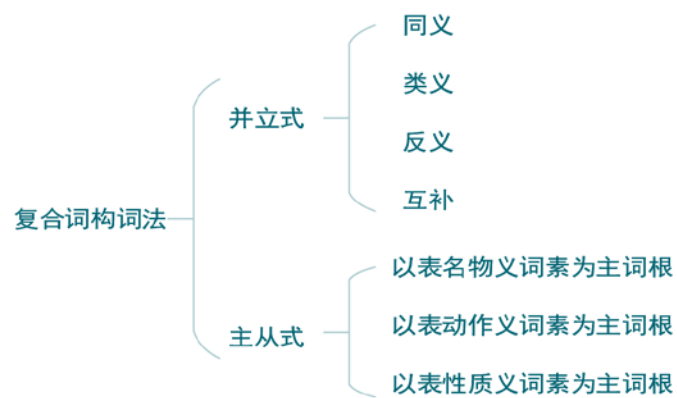 复合词构词法
并立式
同义
类义
反义
互补
主从式
以表名物义词素为主词根
以表动作义词素为主词根
以表性质义词素为主词根